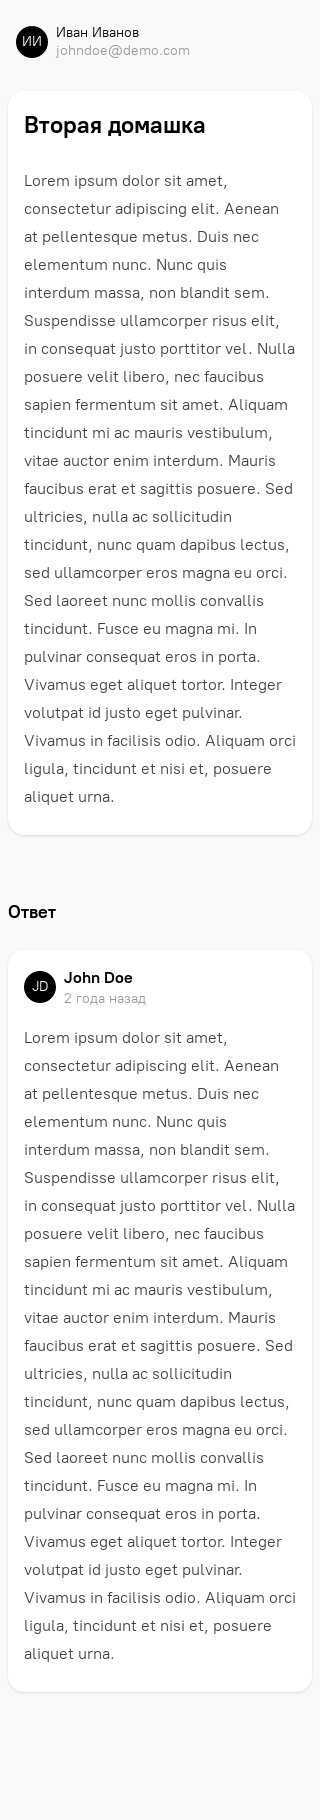 ИИ
Иван Иванов
johndoe@demo.com
Вторая домашка
Lorem ipsum dolor sit amet,
consectetur adipiscing elit. Aenean
at pellentesque metus. Duis nec
elementum nunc. Nunc quis
interdum massa, non blandit sem.
Suspendisse ullamcorper risus elit,
in consequat justo porttitor vel. Nulla
posuere velit libero, nec faucibus
sapien fermentum sit amet. Aliquam
tincidunt mi ac mauris vestibulum,
vitae auctor enim interdum. Mauris
faucibus erat et sagittis posuere. Sed
ultricies, nulla ac sollicitudin
tincidunt, nunc quam dapibus lectus,
sed ullamcorper eros magna eu orci.
Sed laoreet nunc mollis convallis
tincidunt. Fusce eu magna mi. In
pulvinar consequat eros in porta.
Vivamus eget aliquet tortor. Integer
volutpat id justo eget pulvinar.
Vivamus in facilisis odio. Aliquam orci
ligula, tincidunt et nisi et, posuere
aliquet urna.
Ответ
JD
John Doe
2 года назад
Lorem ipsum dolor sit amet,
consectetur adipiscing elit. Aenean
at pellentesque metus. Duis nec
elementum nunc. Nunc quis
interdum massa, non blandit sem.
Suspendisse ullamcorper risus elit,
in consequat justo porttitor vel. Nulla
posuere velit libero, nec faucibus
sapien fermentum sit amet. Aliquam
tincidunt mi ac mauris vestibulum,
vitae auctor enim interdum. Mauris
faucibus erat et sagittis posuere. Sed
ultricies, nulla ac sollicitudin
tincidunt, nunc quam dapibus lectus,
sed ullamcorper eros magna eu orci.
Sed laoreet nunc mollis convallis
tincidunt. Fusce eu magna mi. In
pulvinar consequat eros in porta.
Vivamus eget aliquet tortor. Integer
volutpat id justo eget pulvinar.
Vivamus in facilisis odio. Aliquam orci
ligula, tincidunt et nisi et, posuere
aliquet urna.